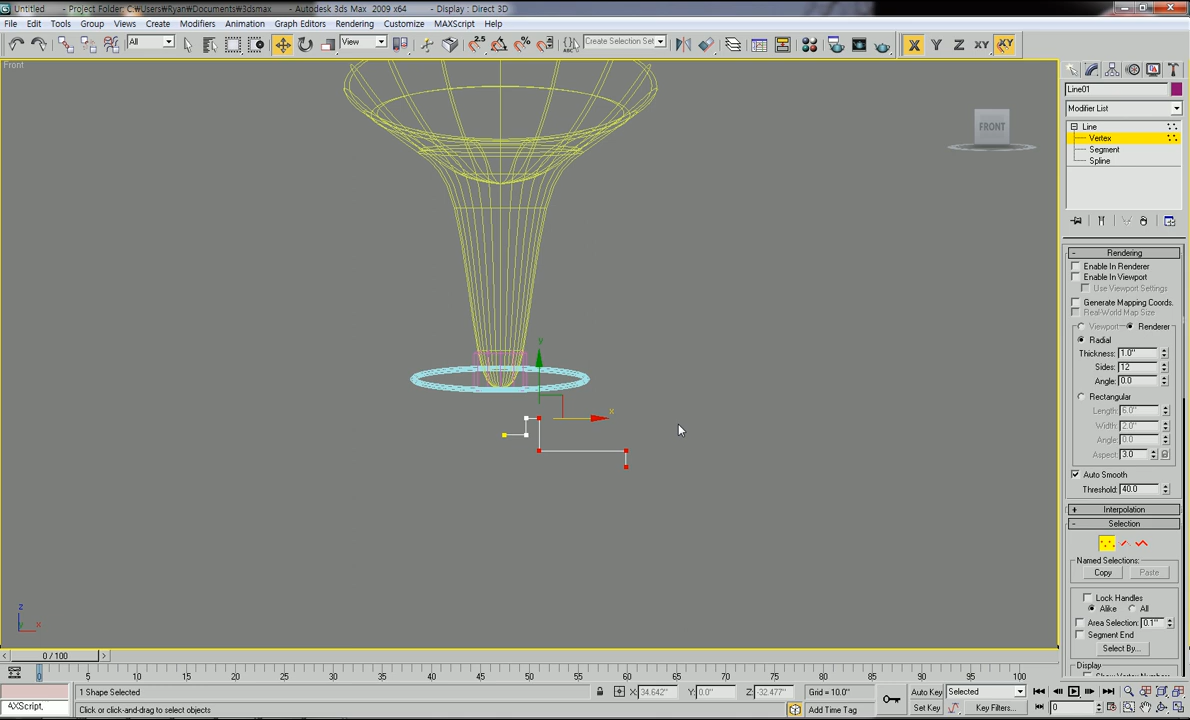 Untitled - Project Folder: C:₩Users₩Ryan₩Documents₩3dsmax - Autodesk 3ds Max 2009 x64 - Display : Direct 3D
File Edit Tools Group Views Create Modifiers Animation Graph Editors Rendering Customize MAXScript Help
All View 2.5 Create Selection Set X Y Z XY XY
Front
FRONT
y
x
z
x
Line01
Modifier List
Line
Vertex
Segment
Spline
- Rendering
Enable In Renderer
Enable In Viewport
Use Viewport Settings
Generate Mapping Coords.
Real-World Map Size
Viewport Renderer
Radial
Thickness: 1.0"
Sides: 12
Angle: 0.0
Rectangular
Length: 6.0"
Width: 2.0"
Angle: 0.0
Aspect: 3.0
Auto Smooth
Threshold: 40.0
+ Interpolation
- Selection
Named Selections:
Copy Paste
Lock Handles
Alike All
Area Selection: 0.1"
Segment End
Select By...
Display
0 / 100
0 5 10 15 20 25 30 35 40 45 50 55 60 65 70 75 80 85 90 95 100
1 Shape Selected X: 34.642" Y: 0.0" Z: -32.477" Grid = 10.0" Auto Key Selected
AXScript, Click or click-and-drag to select objects Add Time Tag Set Key Key Filters... 0